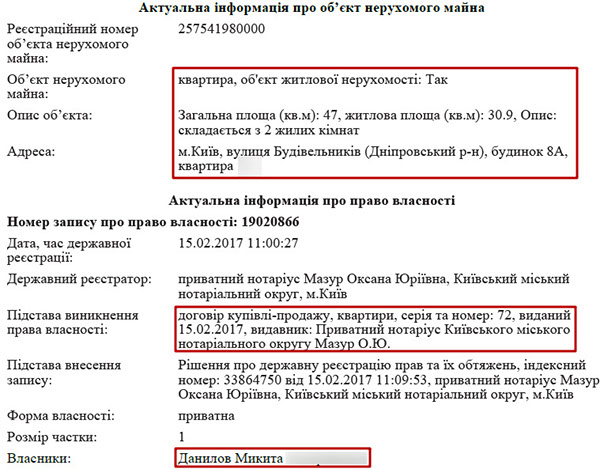 Актуальна інформація про об’єкт нерухомого майна
Реєстраційний номер об’єкта нерухомого майна: 257541980000
Об’єкт нерухомого майна: квартира, об'єкт житлової нерухомості: Так
Опис об’єкта: Загальна площа (кв.м): 47, житлова площа (кв.м): 30.9, Опис:
складається з 2 жилих кімнат
Адреса: м.Київ, вулиця Будівельників (Дніпровський р-н), будинок 8А,
квартира
Актуальна інформація про право власності
Номер запису про право власності: 19020866
Дата, час державної реєстрації: 15.02.2017 11:00:27
Державний реєстратор: приватний нотаріус Мазур Оксана Юріївна, Київський міський
нотаріальний округ, м.Київ
Підстава виникнення права власності: договір купівлі-продажу, квартири, серія та номер: 72, виданий
15.02.2017, видавник: Приватний нотаріус Київського міського
нотаріального округу Мазур О.Ю.
Підстава внесення запису: Рішення про державну реєстрацію прав та їх обтяжень, індексний
номер: 33864750 від 15.02.2017 11:09:53, приватний нотаріус Мазур
Оксана Юріївна, Київський міський нотаріальний округ, м.Київ
Форма власності: приватна
Розмір частки: 1
Власники: Данилов Микита